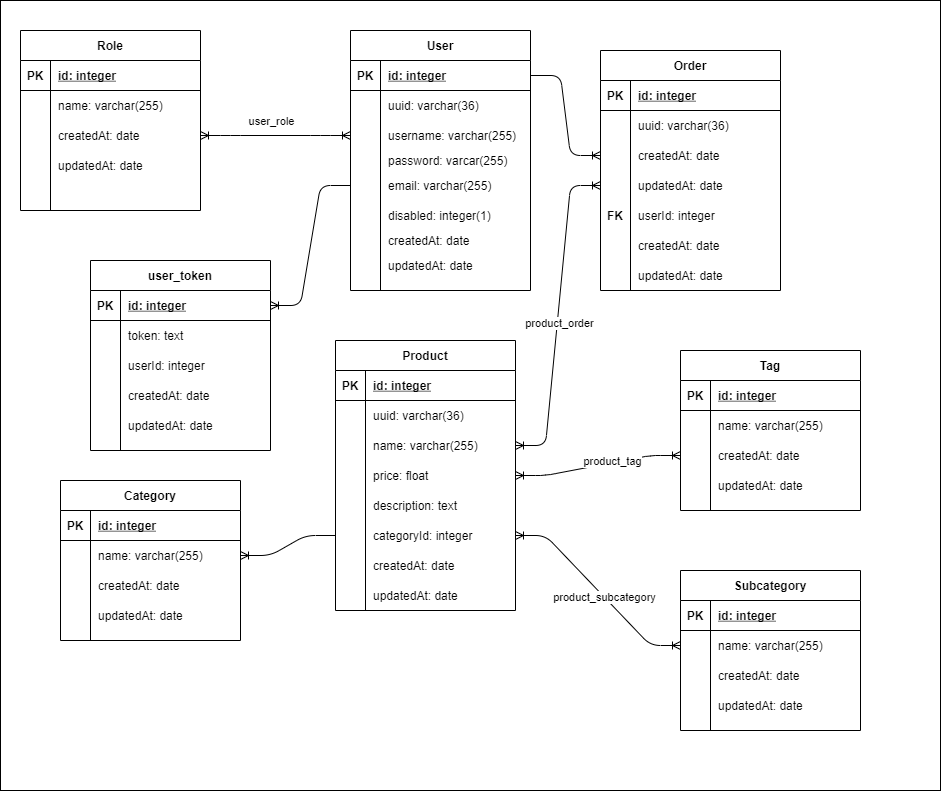 Role
PK id: integer
name: varchar(255)
createdAt: date
updatedAt: date
user_role
User
PK id: integer
uuid: varchar(36)
username: varchar(255)
password: varcar(255)
email: varchar(255)
disabled: integer(1)
createdAt: date
updatedAt: date
Order
PK id: integer
uuid: varchar(36)
createdAt: date
updatedAt: date
FK userId: integer
createdAt: date
updatedAt: date
user_token
PK id: integer
token: text
userId: integer
createdAt: date
updatedAt: date
product_order
Product
PK id: integer
uuid: varchar(36)
name: varchar(255)
price: float
description: text
categoryId: integer
createdAt: date
updatedAt: date
product_tag
Tag
PK id: integer
name: varchar(255)
createdAt: date
updatedAt: date
Category
PK id: integer
name: varchar(255)
createdAt: date
updatedAt: date
product_subcategory
Subcategory
PK id: integer
name: varchar(255)
createdAt: date
updatedAt: date